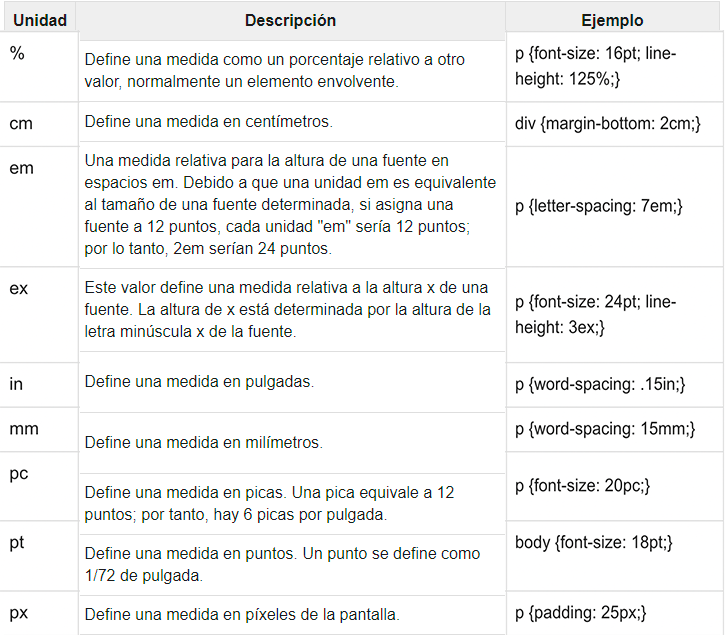 Unidad Descripción Ejemplo
% Define una medida como un porcentaje relativo a otro
valor, normalmente un elemento envolvente.
p {font-size: 16pt; line-
height: 125%;}
cm Define una medida en centímetros. div {margin-bottom: 2cm;}
em Una medida relativa para la altura de una fuente en
espacios em. Debido a que una unidad em es equivalente
al tamaño de una fuente determinada, si asigna una
fuente a 12 puntos, cada unidad "em" sería 12 puntos;
por lo tanto, 2em serían 24 puntos.
p {letter-spacing: 7em;}
ex Este valor define una medida relativa a la altura x de una
fuente. La altura de x está determinada por la altura de la
letra minúscula x de la fuente.
p {font-size: 24pt; line-
height: 3ex;}
in Define una medida en pulgadas. p {word-spacing: .15in;}
mm Define una medida en milímetros. p {word-spacing: 15mm;}
pc Define una medida en picas. Una pica equivale a 12
puntos; por tanto, hay 6 picas por pulgada.
p {font-size: 20pc;}
pt Define una medida en puntos. Un punto se define como
1/72 de pulgada.
body {font-size: 18pt;}
px Define una medida en píxeles de la pantalla. p {padding: 25px;}